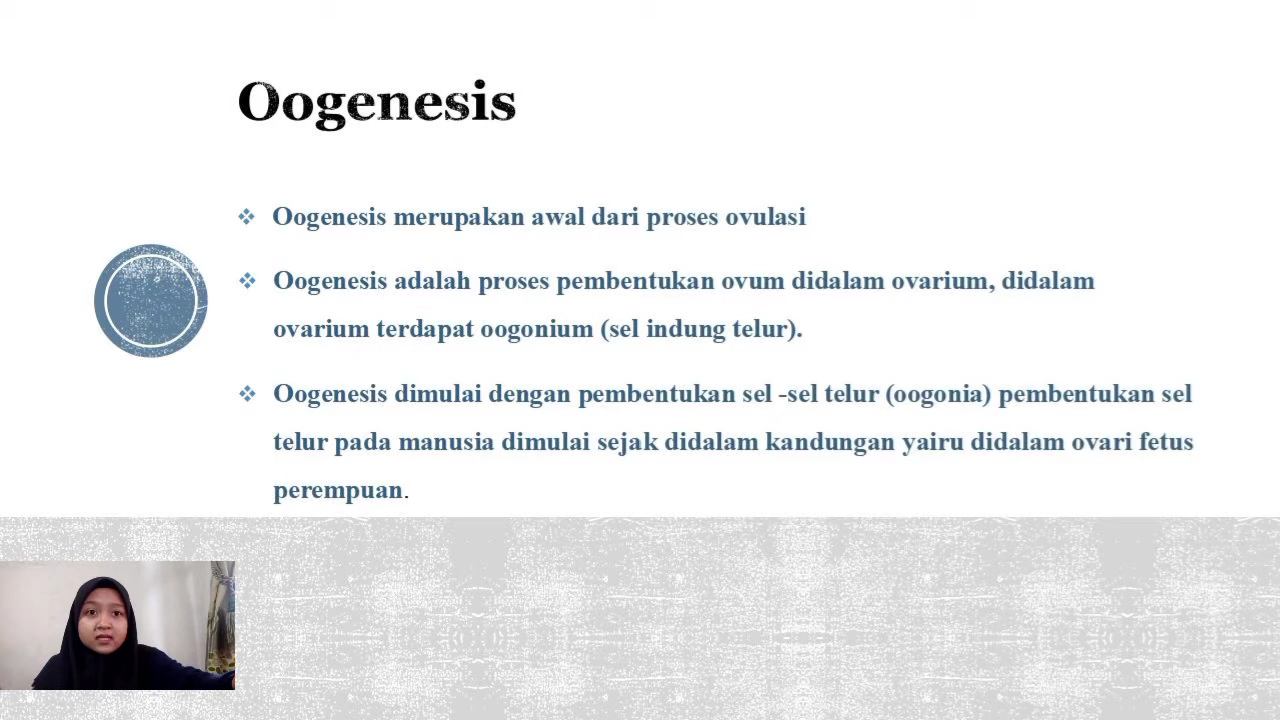 Oogenesis
Oogenesis merupakan awal dari proses ovulasi
Oogenesis adalah proses pembentukan ovum didalam ovarium, didalam
ovarium terdapat oogonium (sel indung telur).
Oogenesis dimulai dengan pembentukan sel -sel telur (oogonia) pembentukan sel
telur pada manusia dimulai sejak didalam kandungan yairu didalam ovari fetus
perempuan.